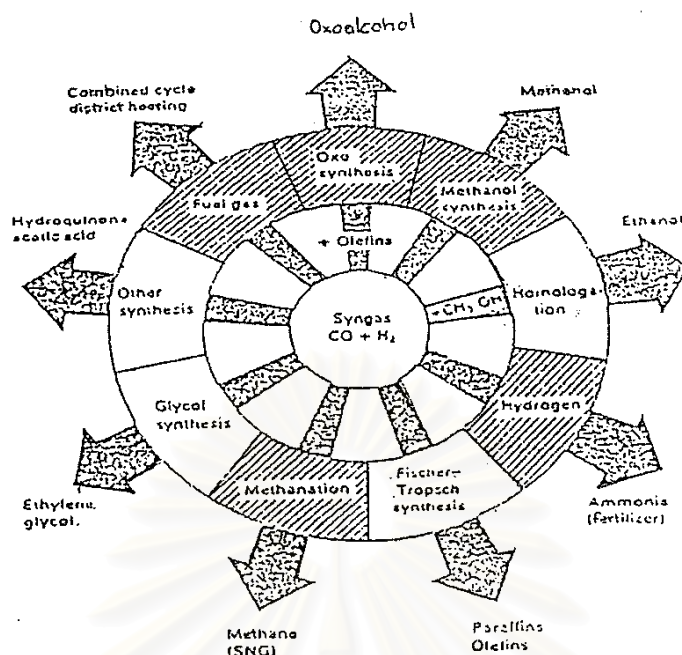 Oxoalcohol
Combined cycle
district heating
Methanol
Oxo
synthesis
Fuel gas
Methanol
synthesis
Hydroquinone
acetic acid
+ Olefins
Ethanol
Other
synthesis
Syngas
CO + H₂
+ CH₃ OH
Homologa-
tion
Glycol
synthesis
Hydrogen
Methanation
Fischer-
Tropsch
synthesis
Ethylene
glycol.
Ammonia
(fertilizer)
Methane
(SNG)
Paraffins
Olefins